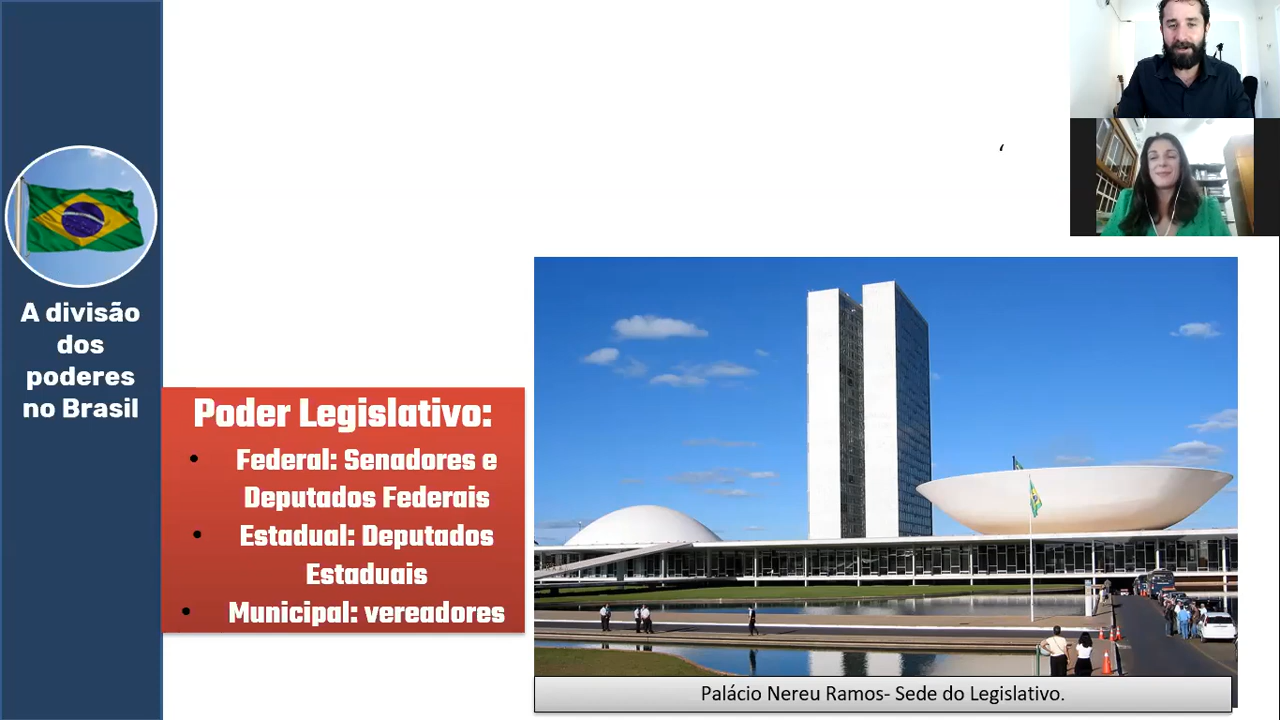 A divisão
dos
poderes
no Brasil
Poder Legislativo:
• Federal: Senadores e
Deputados Federais
• Estadual: Deputados
Estaduais
• Municipal: vereadores
Palácio Nereu Ramos- Sede do Legislativo.